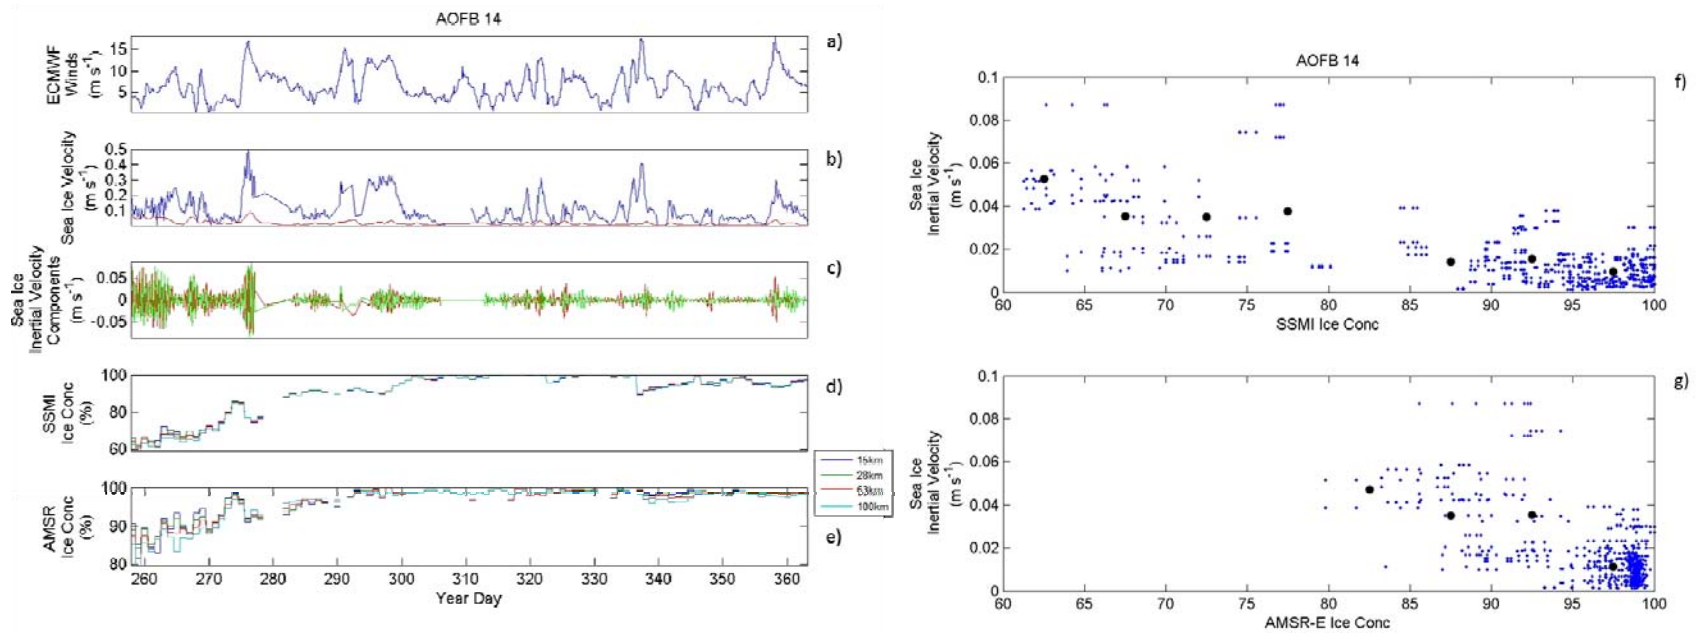 AOFB 14
a)
ECMWF
Winds
(m s-1)
15
10
5
b)
Sea Ice Velocity
(m s-1)
0.5
0.4
0.3
0.2
0.1
c)
Sea Ice
Inertial Velocity
Components
(m s-1)
0.05
0
-0.05
d)
SSMI
Ice Conc
(%)
100
80
60
15km
28km
63km
100km
e)
AMSR
Ice Conc
(%)
100
90
80
260 270 280 290 300 310 320 330 340 350 360
Year Day
AOFB 14
f)
Sea Ice
Inertial Velocity
(m s-1)
0.1
0.08
0.06
0.04
0.02
0
60 65 70 75 80 85 90 95 100
SSMI Ice Conc
g)
Sea Ice
Inertial Velocity
(m s-1)
0.1
0.08
0.06
0.04
0.02
0
60 65 70 75 80 85 90 95 100
AMSR-E Ice Conc